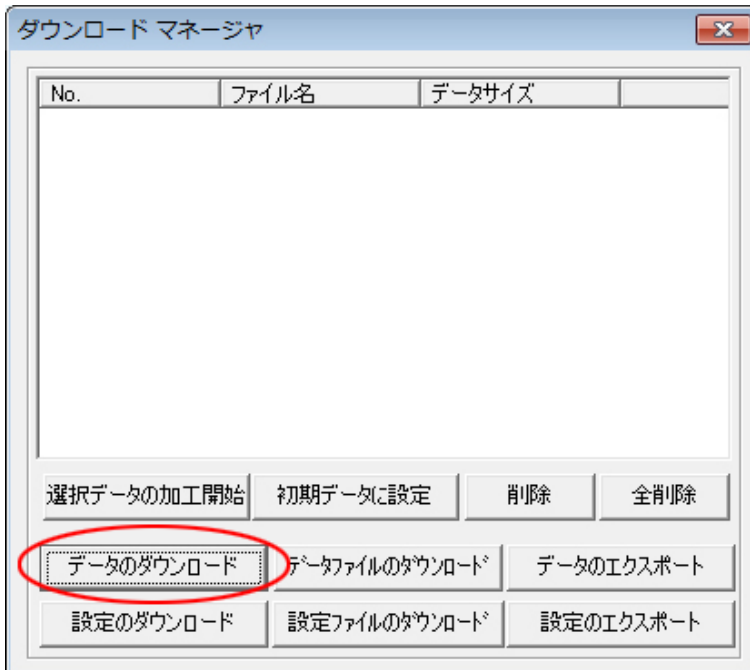 ダウンロード マネージャ
No. ファイル名 データサイズ
選択データの加工開始 初期データに設定 削除 全削除
データのダウンロード ﾃﾞｰﾀﾌｧｲﾙのﾀﾞｳﾝﾛｰﾄﾞ データのエクスポート
設定のダウンロード 設定ﾌｧｲﾙのﾀﾞｳﾝﾛｰﾄﾞ 設定のエクスポート